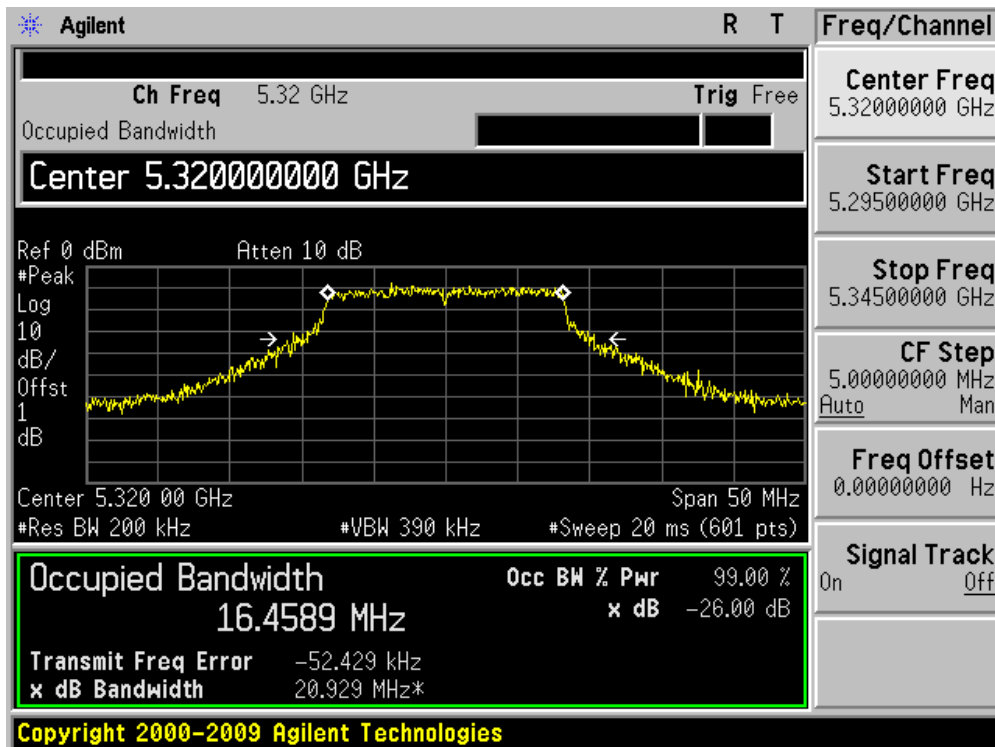 Agilent R T Freq/Channel
Ch Freq 5.32 GHz Trig Free
Occupied Bandwidth
Center 5.320000000 GHz
Ref 0 dBm Atten 10 dB
#Peak
Log
10
dB/
Offst
1
dB
Center 5.320 00 GHz Span 50 MHz
#Res BW 200 kHz #VBW 390 kHz #Sweep 20 ms (601 pts)
Occupied Bandwidth Occ BW % Pwr 99.00 %
16.4589 MHz x dB -26.00 dB
Transmit Freq Error -52.429 kHz
x dB Bandwidth 20.929 MHz*
Copyright 2000-2009 Agilent Technologies
Center Freq
5.32000000 GHz
Start Freq
5.29500000 GHz
Stop Freq
5.34500000 GHz
CF Step
5.00000000 MHz
Auto Man
Freq Offset
0.00000000 Hz
Signal Track
On Off